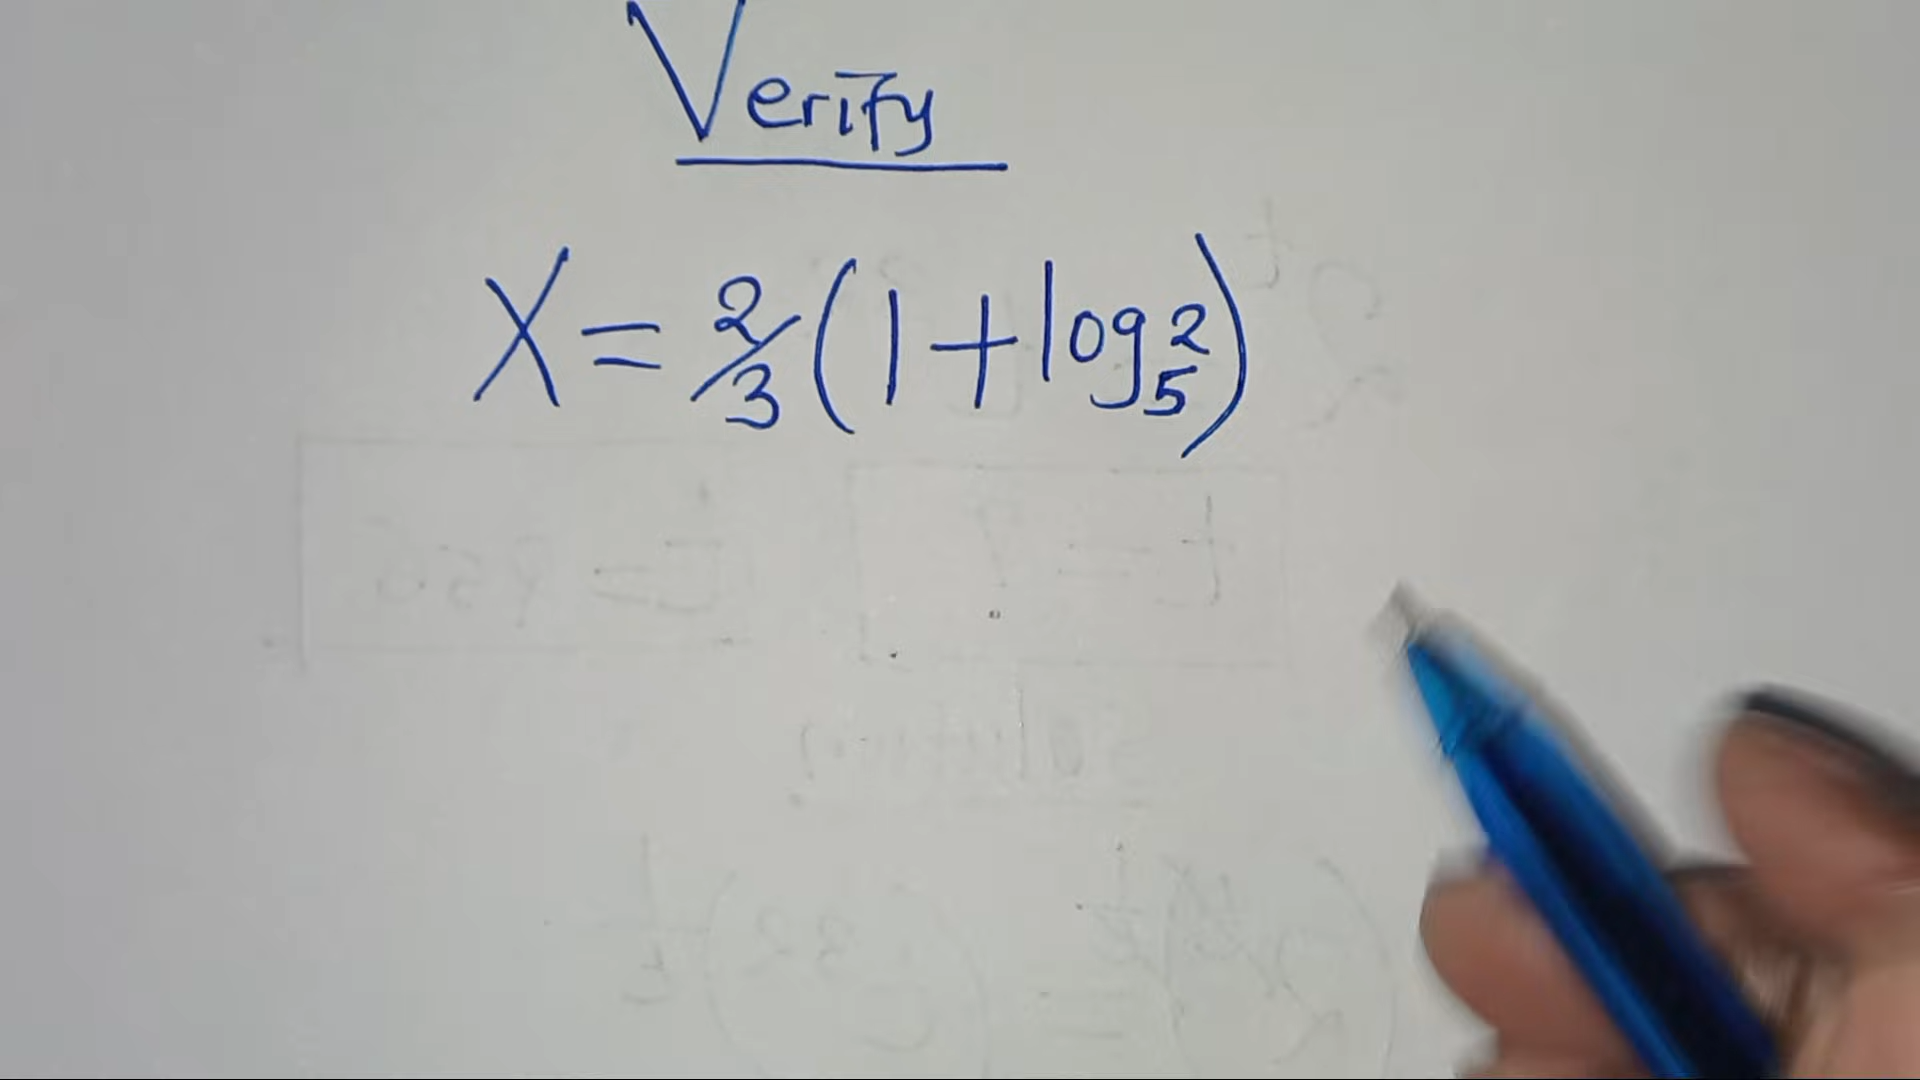 Verify
X = 2/3 (1 + log₅2)